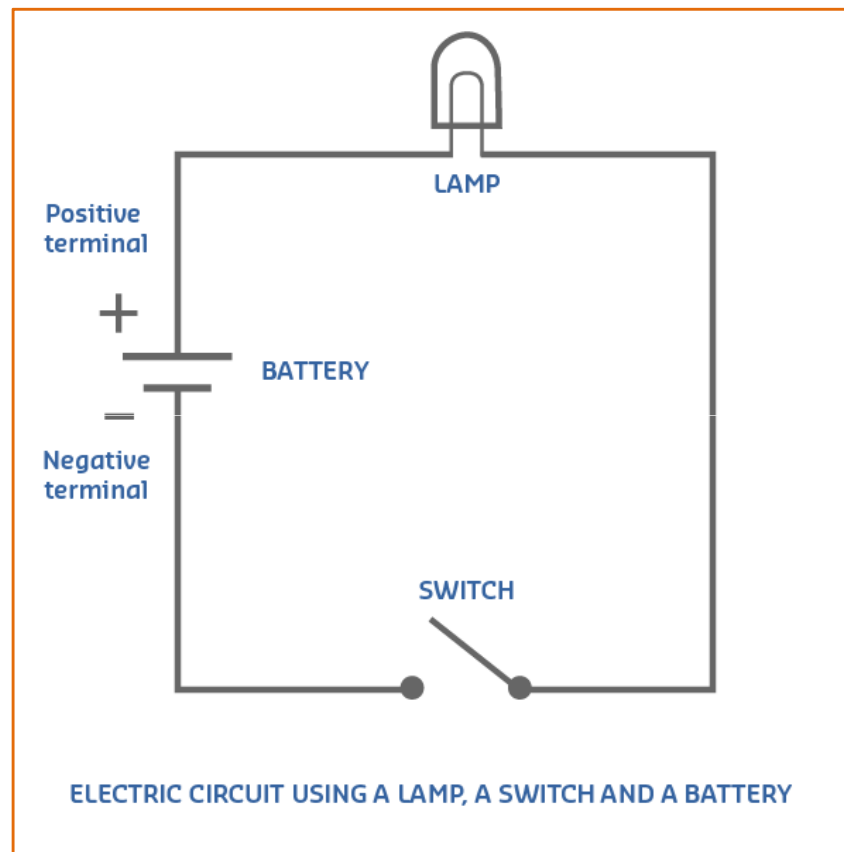 LAMP
Positive
terminal
+
BATTERY
–
Negative
terminal
SWITCH
ELECTRIC CIRCUIT USING A LAMP, A SWITCH AND A BATTERY